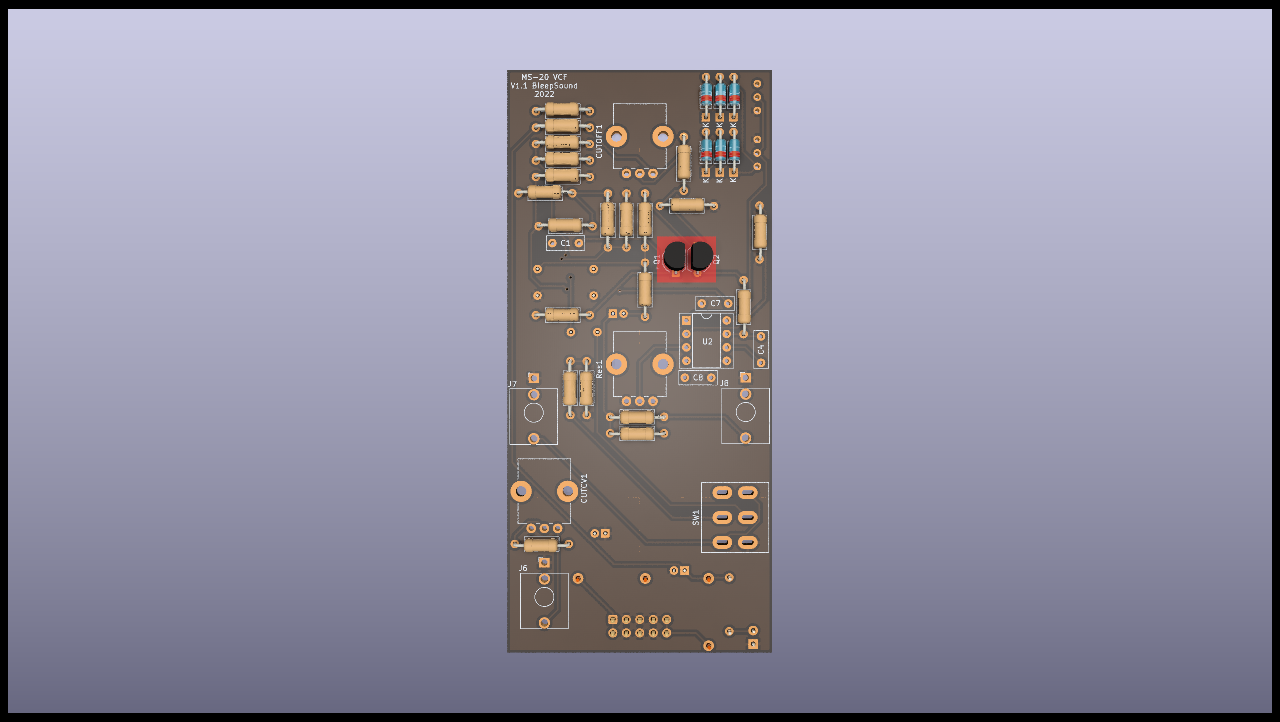 MS-20 VCF
V1.1 BleepSound
2022
CUTOFF1
K K K
K K K
C1
Q1
Q2
C7
U2
C4
Res1
C8
J7
J8
CUTCV1
SW1
J6